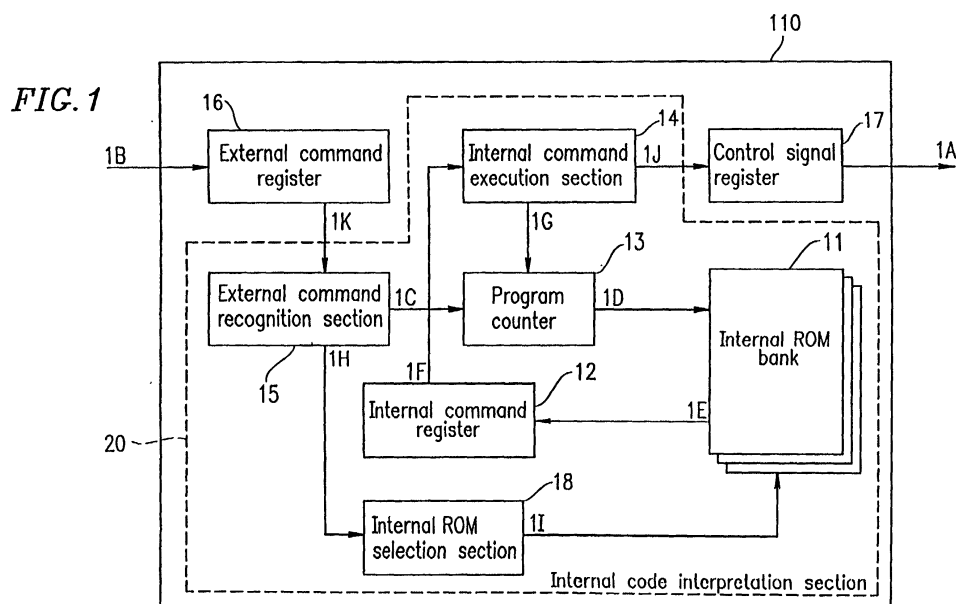 110
FIG. 1
16
14
17
1B
External command
register
Internal command
execution section
1J
Control signal
register
1A
1K
1G
13
11
External command
recognition section
1C
Program
counter
1D
Internal ROM
bank
15
1H
1F
12
Internal command
register
1E
20
18
Internal ROM
selection section
1I
Internal code interpretation section